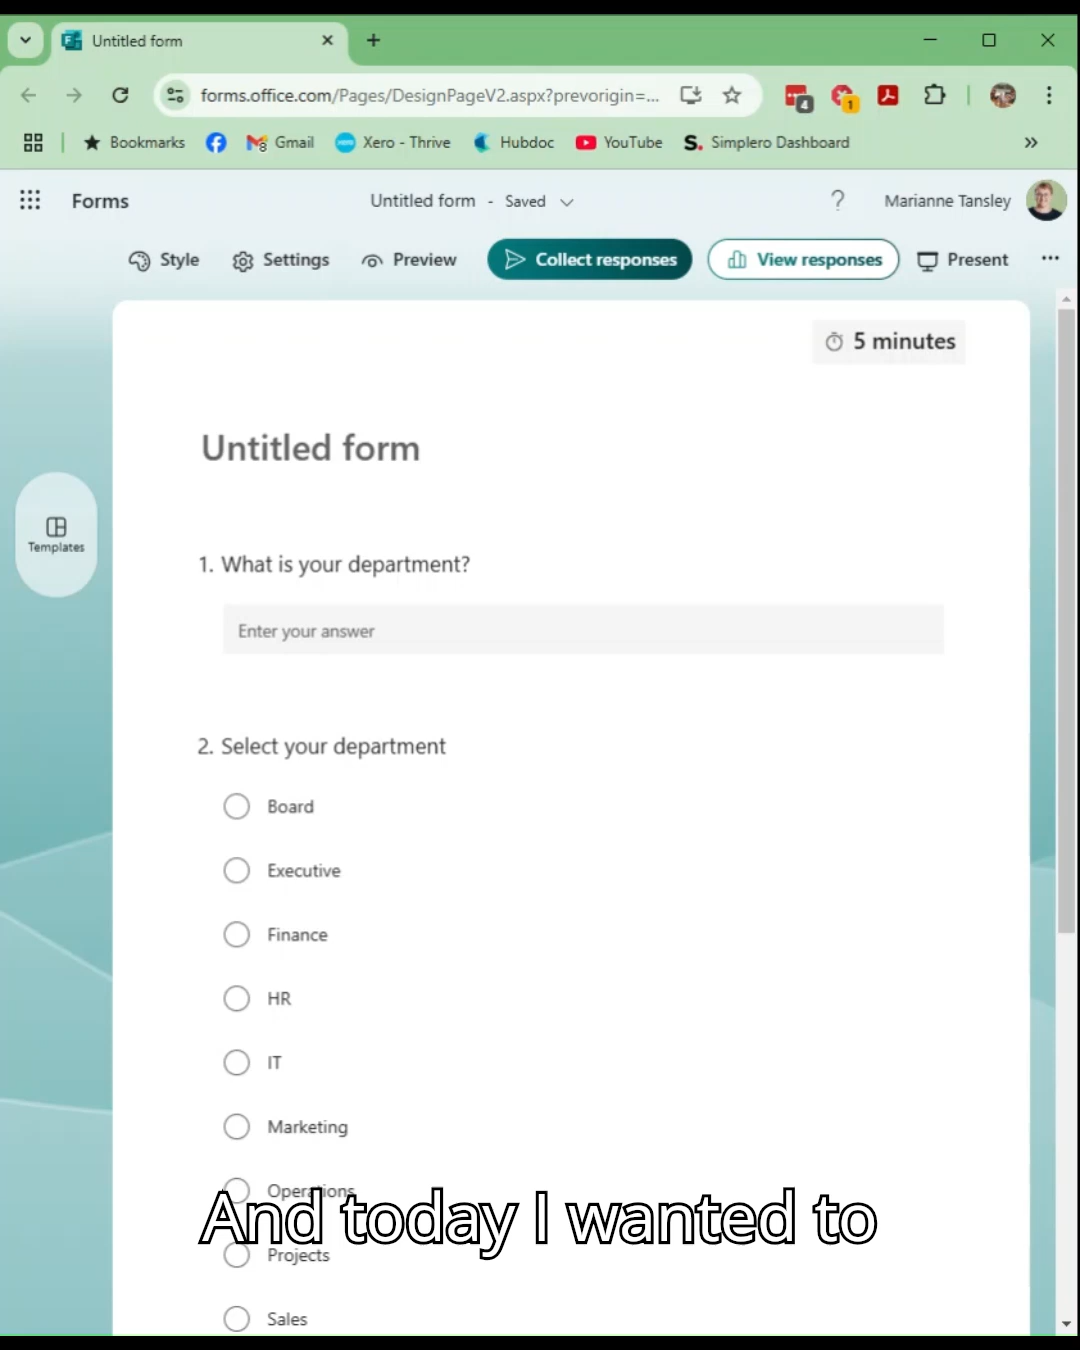 Untitled form
forms.office.com/Pages/DesignPageV2.aspx?prevorigin=...
4
1
Bookmarks
Gmail
Xero - Thrive
Hubdoc
YouTube
S. Simplero Dashboard
»
Forms
Untitled form - Saved
?
Marianne Tansley
Style
Settings
Preview
Collect responses
View responses
Present
...
5 minutes
Untitled form
Templates
1. What is your department?
Enter your answer
2. Select your department
Board
Executive
Finance
HR
IT
Marketing
Operations
And today I wanted to
Projects
Sales